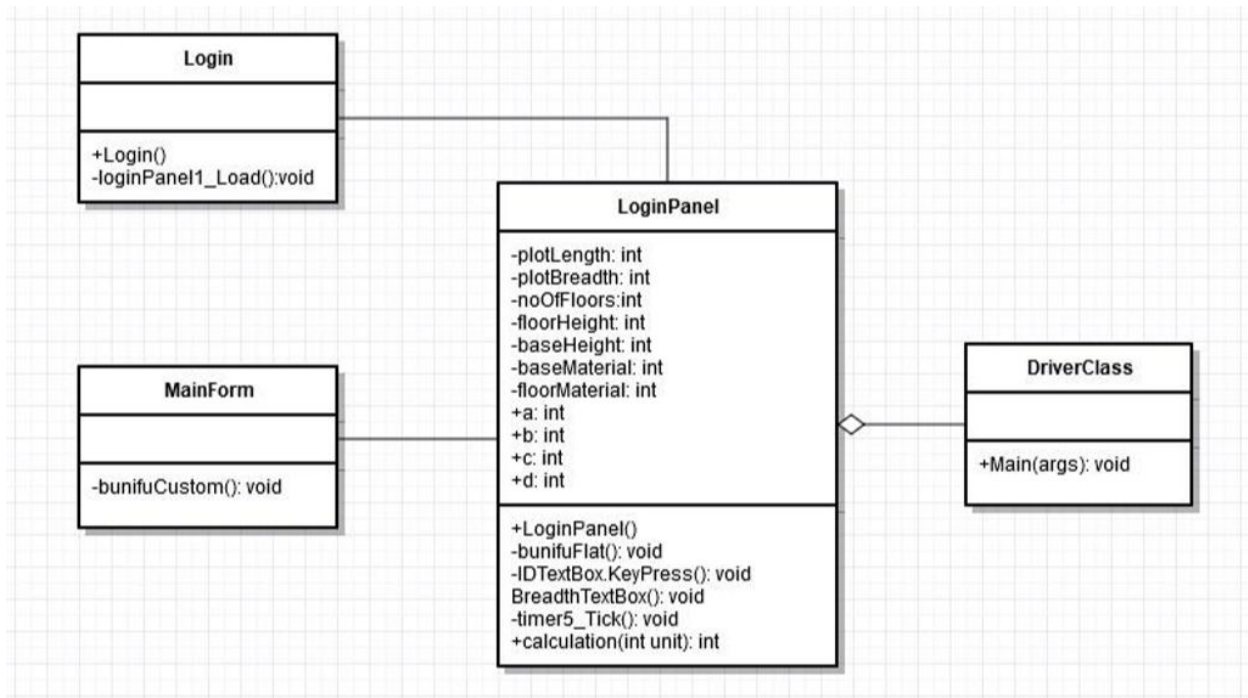 Login
+Login()
-loginPanel1_Load():void
LoginPanel
-plotLength: int
-plotBreadth: int
-noOfFloors:int
-floorHeight: int
-baseHeight: int
-baseMaterial: int
-floorMaterial: int
+a: int
+b: int
+c: int
+d: int
+LoginPanel()
-bunifuFlat(): void
-IDTextBox.KeyPress(): void
BreadthTextBox(): void
-timer5_Tick(): void
+calculation(int unit): int
MainForm
-bunifuCustom(): void
DriverClass
+Main(args): void